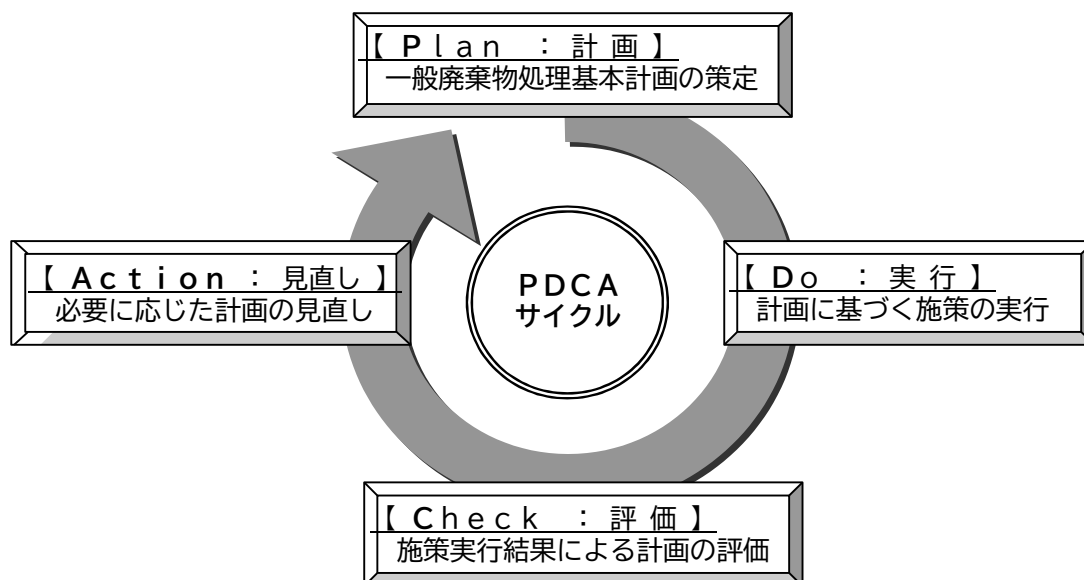 【 Plan : 計 画 】
一般廃棄物処理基本計画の策定
【 Action : 見直し 】
必要に応じた計画の見直し
PDCA
サイクル
【 Do : 実 行 】
計画に基づく施策の実行
【 Check : 評 価 】
施策実行結果による計画の評価